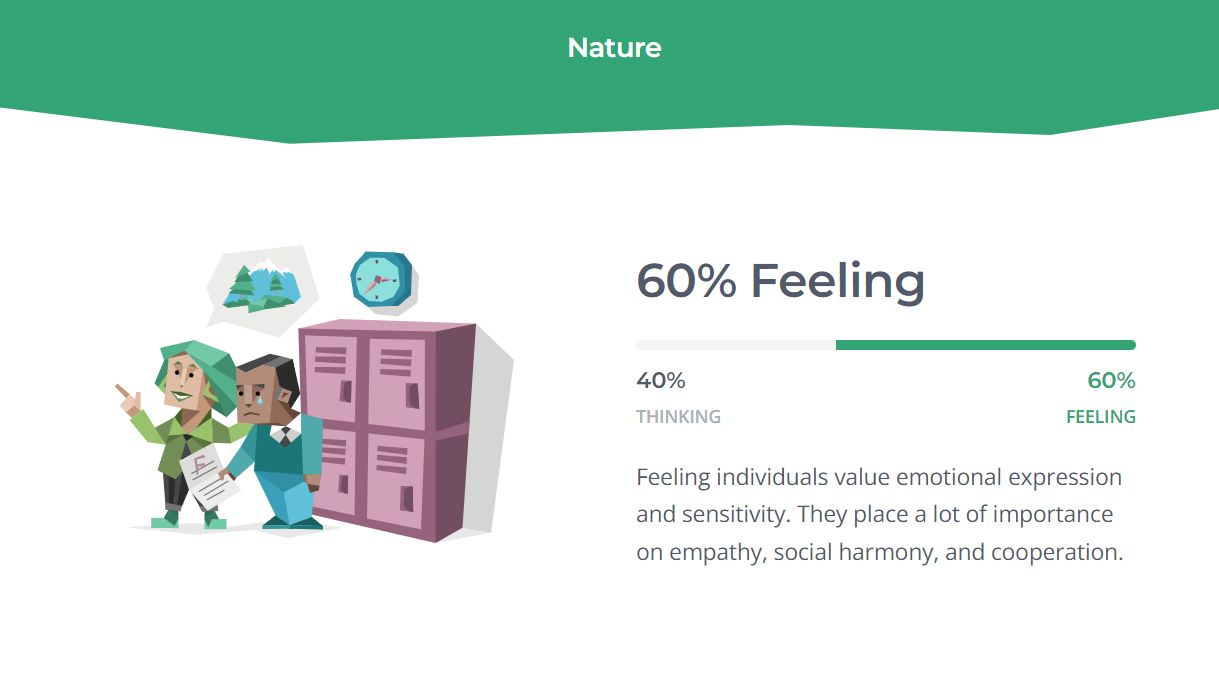 Nature
F
60% Feeling
40%
60%
THINKING
FEELING
Feeling individuals value emotional expression
and sensitivity. They place a lot of importance
on empathy, social harmony, and cooperation.